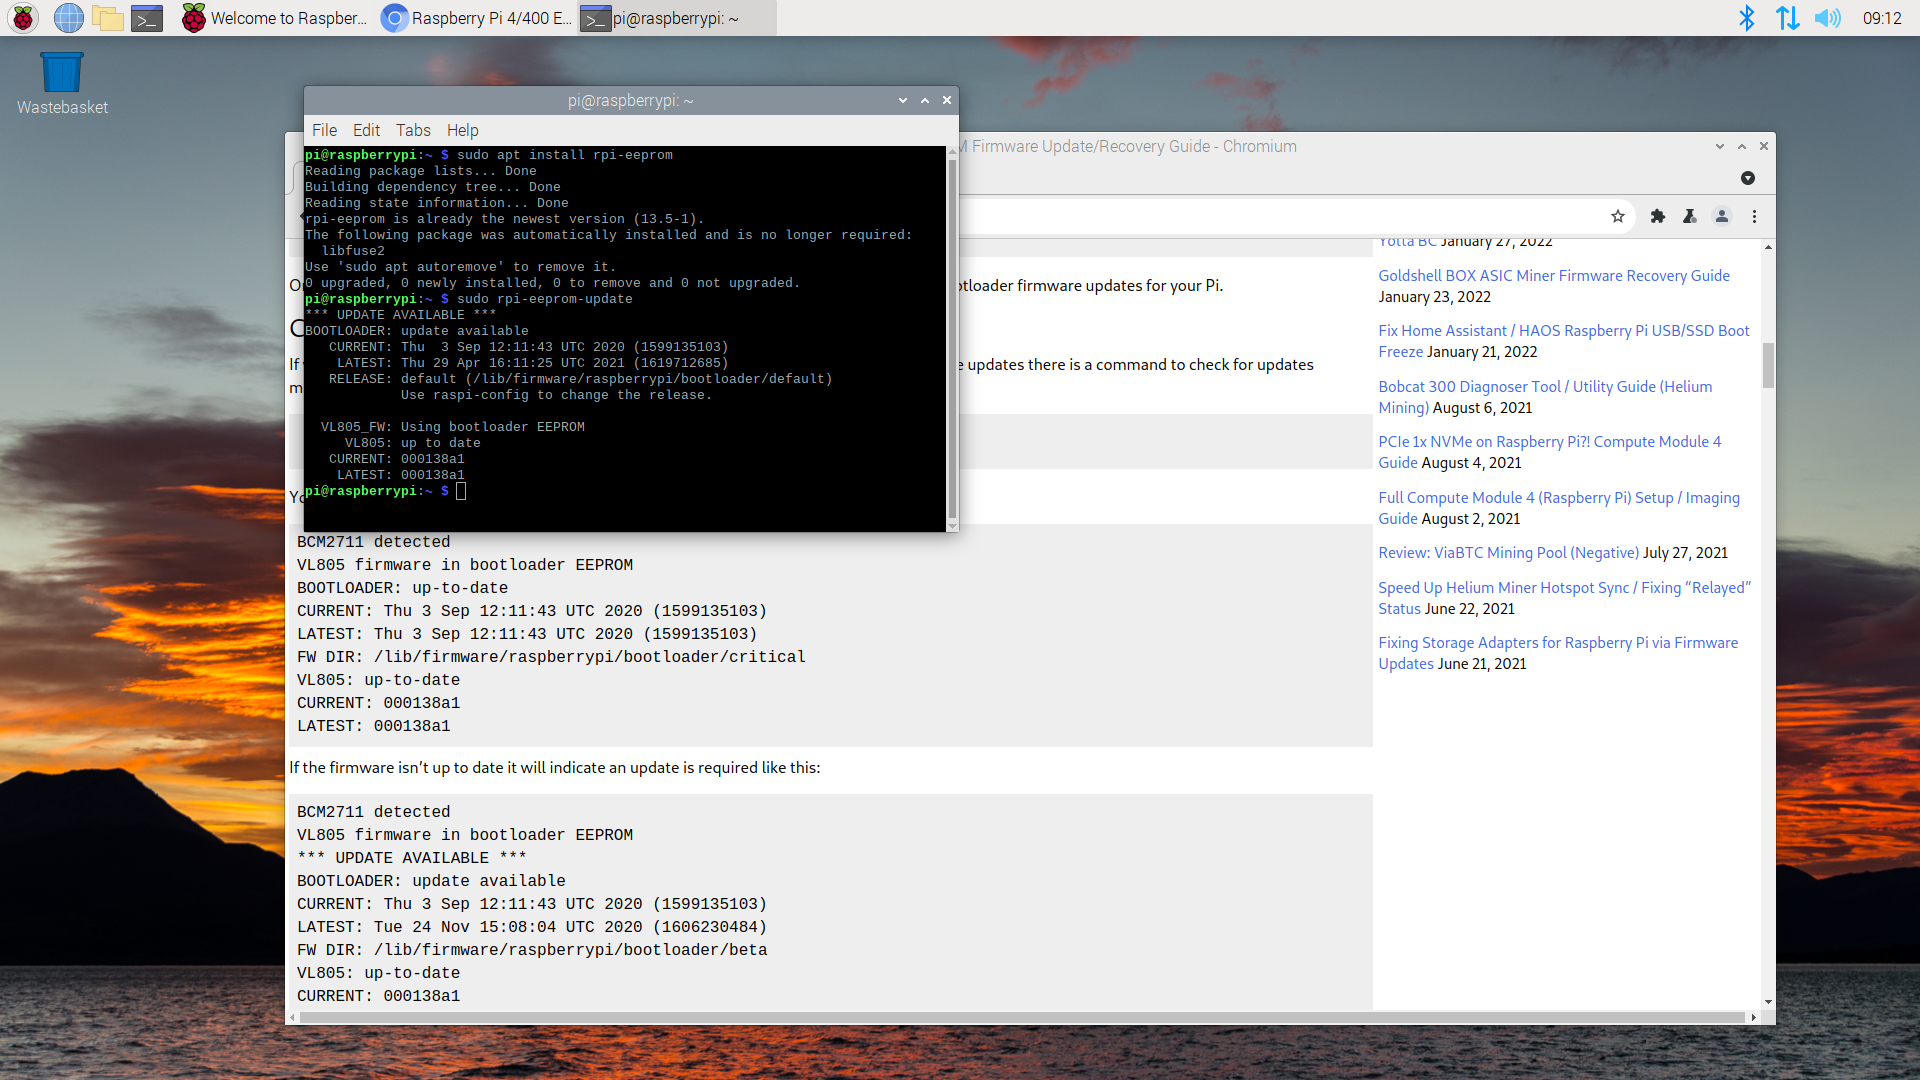 Welcome to Raspber...
Raspberry Pi 4/400 E...
pi@raspberrypi: ~
09:12
Wastebasket
pi@raspberrypi: ~
File Edit Tabs Help
pi@raspberrypi:~ $ sudo apt install rpi-eeprom
Reading package lists... Done
Building dependency tree... Done
Reading state information... Done
rpi-eeprom is already the newest version (13.5-1).
The following package was automatically installed and is no longer required:
  libfuse2
Use 'sudo apt autoremove' to remove it.
0 upgraded, 0 newly installed, 0 to remove and 0 not upgraded.
pi@raspberrypi:~ $ sudo rpi-eeprom-update
*** UPDATE AVAILABLE ***
BOOTLOADER: update available
   CURRENT: Thu  3 Sep 12:11:43 UTC 2020 (1599135103)
    LATEST: Thu 29 Apr 16:11:25 UTC 2021 (1619712685)
   RELEASE: default (/lib/firmware/raspberrypi/bootloader/default)
            Use raspi-config to change the release.
  VL805_FW: Using bootloader EEPROM
     VL805: up to date
   CURRENT: 000138a1
    LATEST: 000138a1
pi@raspberrypi:~ $
M Firmware Update/Recovery Guide - Chromium
otloader firmware updates for your Pi.
If
e updates there is a command to check for updates
BCM2711 detected
VL805 firmware in bootloader EEPROM
BOOTLOADER: up-to-date
CURRENT: Thu 3 Sep 12:11:43 UTC 2020 (1599135103)
LATEST: Thu 3 Sep 12:11:43 UTC 2020 (1599135103)
FW DIR: /lib/firmware/raspberrypi/bootloader/critical
VL805: up-to-date
CURRENT: 000138a1
LATEST: 000138a1
If the firmware isn’t up to date it will indicate an update is required like this:
BCM2711 detected
VL805 firmware in bootloader EEPROM
*** UPDATE AVAILABLE ***
BOOTLOADER: update available
CURRENT: Thu 3 Sep 12:11:43 UTC 2020 (1599135103)
LATEST: Tue 24 Nov 15:08:04 UTC 2020 (1606230484)
FW DIR: /lib/firmware/raspberrypi/bootloader/beta
VL805: up-to-date
CURRENT: 000138a1
Yotta BC January 27, 2022
Goldshell BOX ASIC Miner Firmware Recovery Guide
January 23, 2022
Fix Home Assistant / HAOS Raspberry Pi USB/SSD Boot
Freeze January 21, 2022
Bobcat 300 Diagnoser Tool / Utility Guide (Helium
Mining) August 6, 2021
PCIe 1x NVMe on Raspberry Pi?! Compute Module 4
Guide August 4, 2021
Full Compute Module 4 (Raspberry Pi) Setup / Imaging
Guide August 2, 2021
Review: ViaBTC Mining Pool (Negative) July 27, 2021
Speed Up Helium Miner Hotspot Sync / Fixing “Relayed”
Status June 22, 2021
Fixing Storage Adapters for Raspberry Pi via Firmware
Updates June 21, 2021